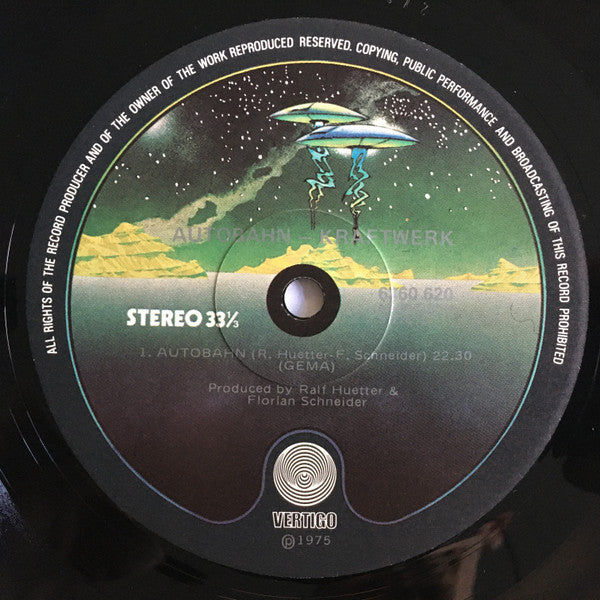 ALL RIGHTS OF THE RECORD PRODUCER AND OF THE OWNER OF THE WORK REPRODUCED RESERVED. COPYING, PUBLIC PERFORMANCE AND BROADCASTING OF THIS RECORD PROHIBITED
AUTOBAHN - KRAFTWERK
6360 620
STEREO 33⅓
1. AUTOBAHN (R. Huetter-F. Schneider) 22.30
(GEMA)
Produced by Ralf Huetter &
Florian Schneider
VERTIGO
℗1975